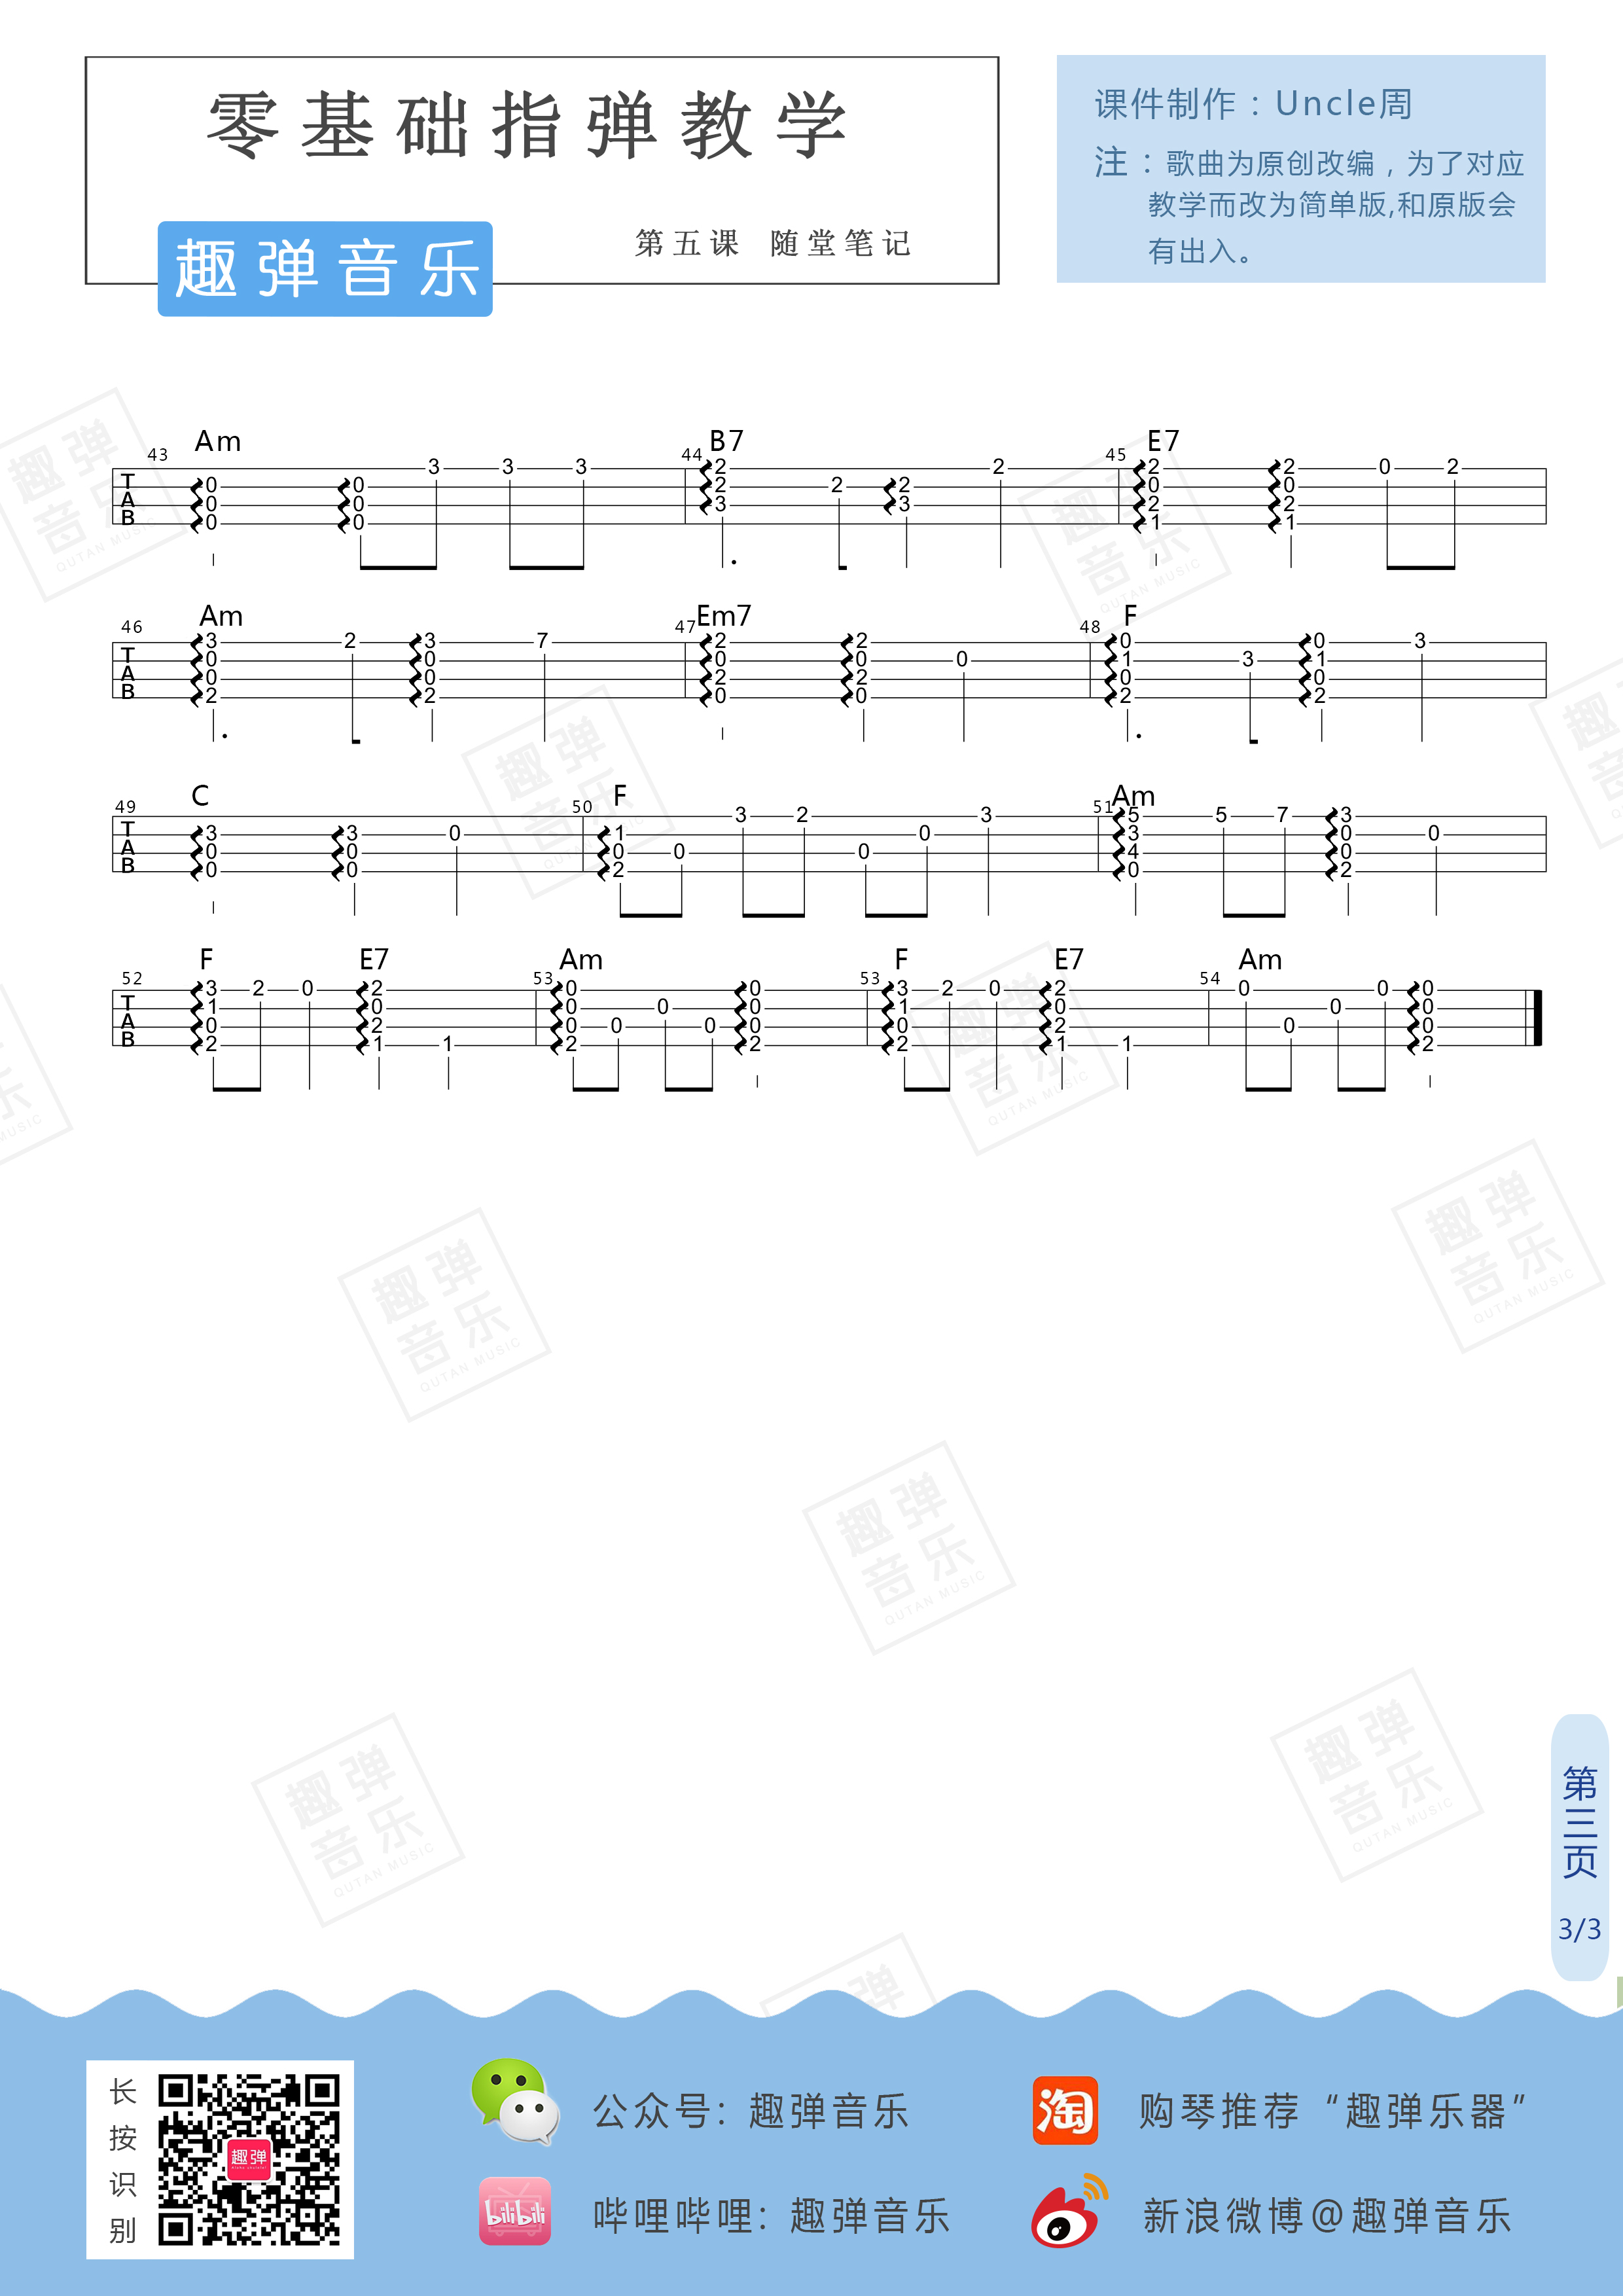 零基础指弹教学
趣弹音乐
第五课 随堂笔记
课件制作：Uncle周
注：歌曲为原创改编，为了对应
教学而改为简单版,和原版会
有出入。
43 Am 44 B7 45 E7
TAB
0 0 0 0 0 0 3 3 3 2 2 3 2 2 3 2 2 0 2 1 2 0 2 1 0 2
46 Am 47 Em7 48 F
TAB
3 0 0 2 2 3 0 0 2 7 2 0 2 0 2 0 2 0 0 0 1 0 2 3 0 1 0 2 3
49 C 50 F 51 Am
TAB
3 0 0 3 0 0 0 1 0 2 0 3 2 0 0 3 5 3 4 0 5 7 3 0 0 2 0
52 F E7 53 Am 53 F E7 54 Am
TAB
3 1 0 2 2 0 2 0 2 1 1 0 0 0 2 0 0 0 0 0 0 2 3 1 0 2 2 0 2 0 2 1 1 0 0 0 0 0 0 0 2
趣弹音乐
QUTAN MUSIC
第三页
3/3
长按识别
趣弹
公众号：趣弹音乐
淘
购琴推荐“趣弹乐器”
bilibili
哔哩哔哩：趣弹音乐
新浪微博@趣弹音乐